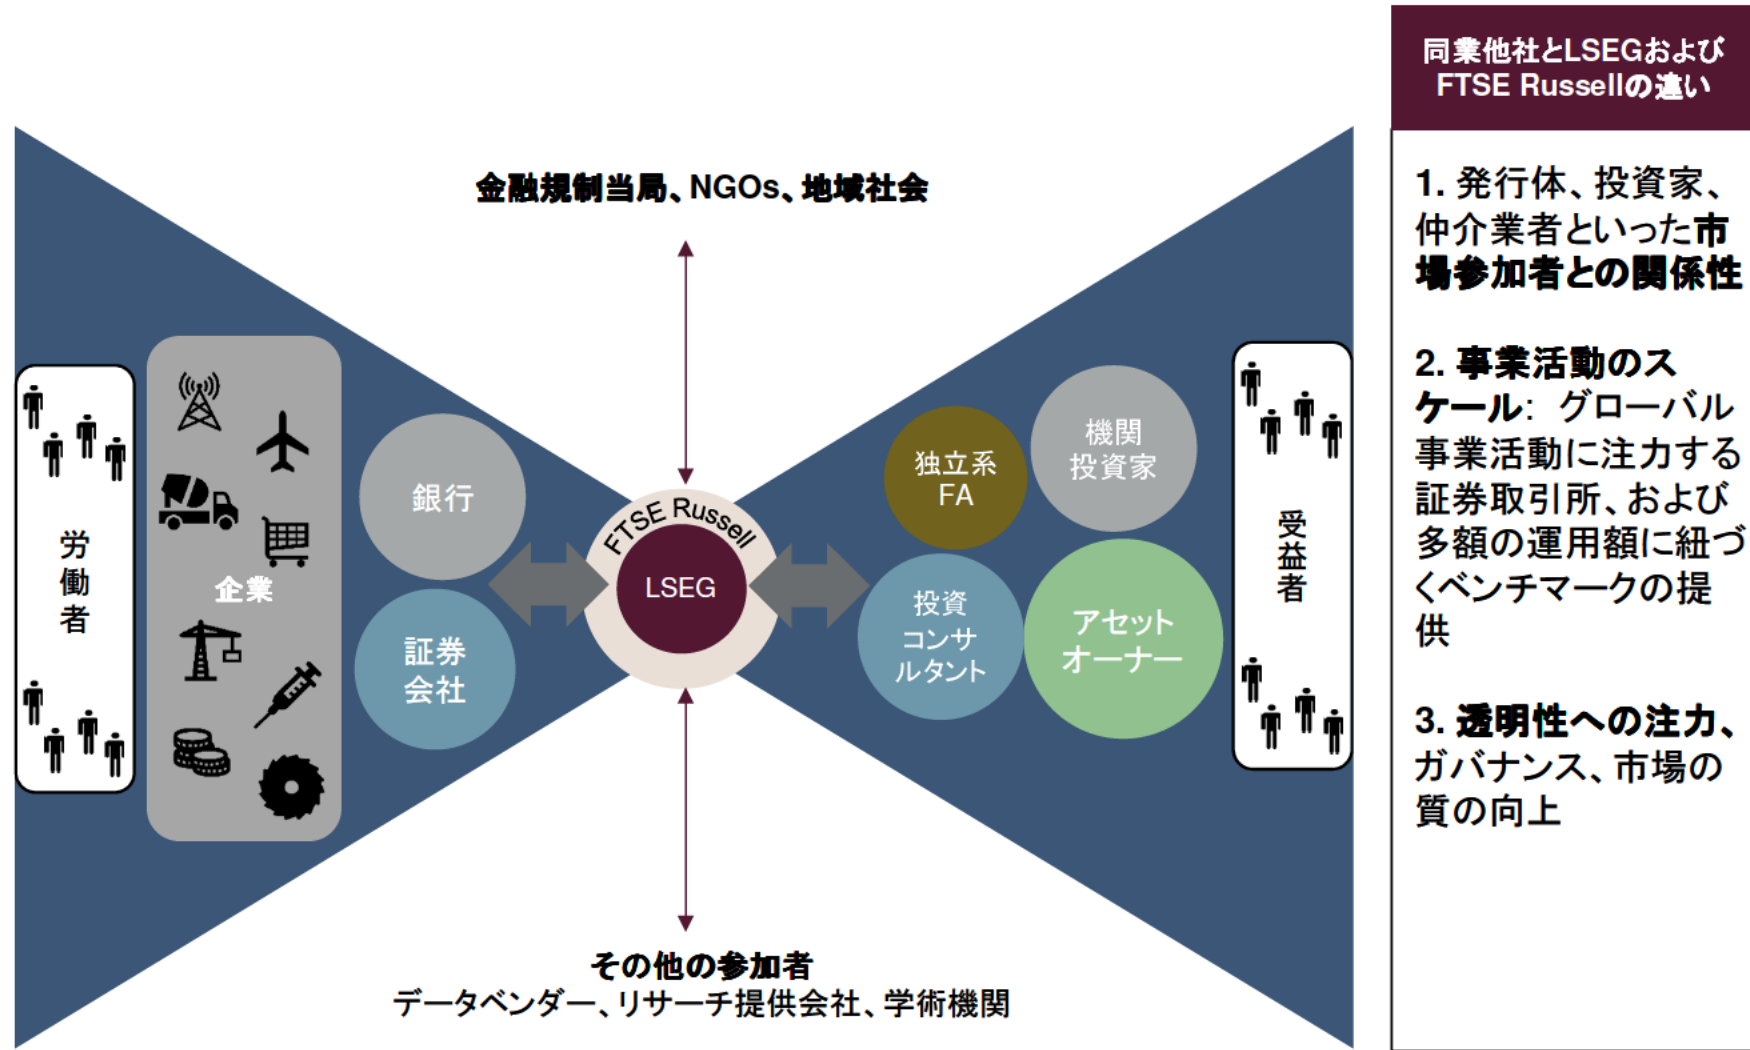 同業他社とLSEGおよび
FTSE Russellの違い
金融規制当局、NGOs、地域社会
労
働
者
企業
銀行
証券
会社
FTSE Russell
LSEG
独立系
FA
機関
投資家
投資
コンサ
ルタント
アセット
オーナー
受
益
者
その他の参加者
データベンダー、リサーチ提供会社、学術機関
1. 発行体、投資家、
仲介業者といった市
場参加者との関係性
2. 事業活動のス
ケール: グローバル
事業活動に注力する
証券取引所、および
多額の運用額に紐づ
くベンチマークの提
供
3. 透明性への注力、
ガバナンス、市場の
質の向上